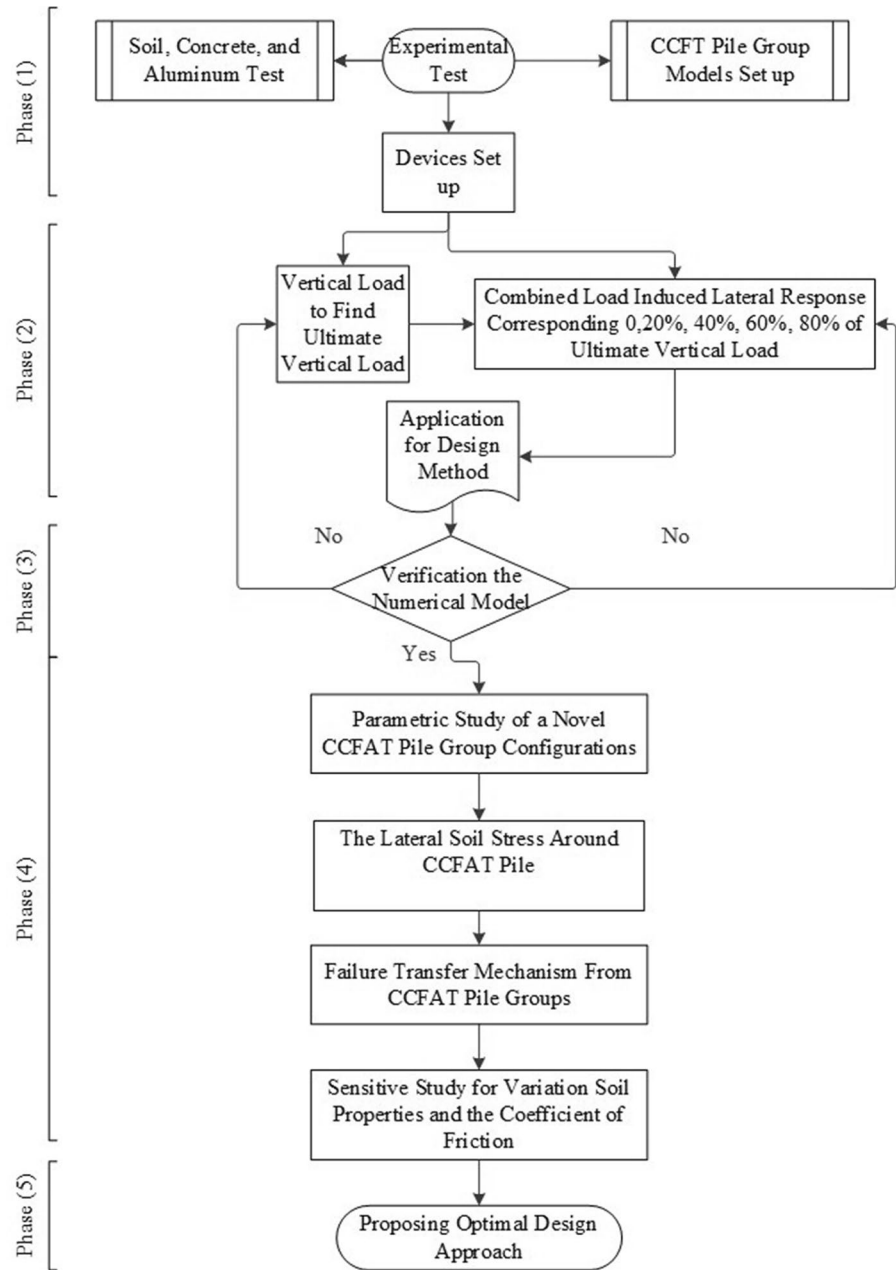 Phase (1)
Soil, Concrete, and
Aluminum Test
Experimental
Test
CCFT Pile Group
Models Set up
Devices Set
up
Phase (2)
Vertical Load
to Find
Ultimate
Vertical Load
Combined Load Induced Lateral Response
Corresponding 0,20%, 40%, 60%, 80% of
Ultimate Vertical Load
Application
for Design
Method
Phase (3)
No
No
Verification the
Numerical Model
Yes
Phase (4)
Parametric Study of a Novel
CCFAT Pile Group Configurations
The Lateral Soil Stress Around
CCFAT Pile
Failure Transfer Mechanism From
CCFAT Pile Groups
Sensitive Study for Variation Soil
Properties and the Coefficient of
Friction
Phase (5)
Proposing Optimal Design
Approach